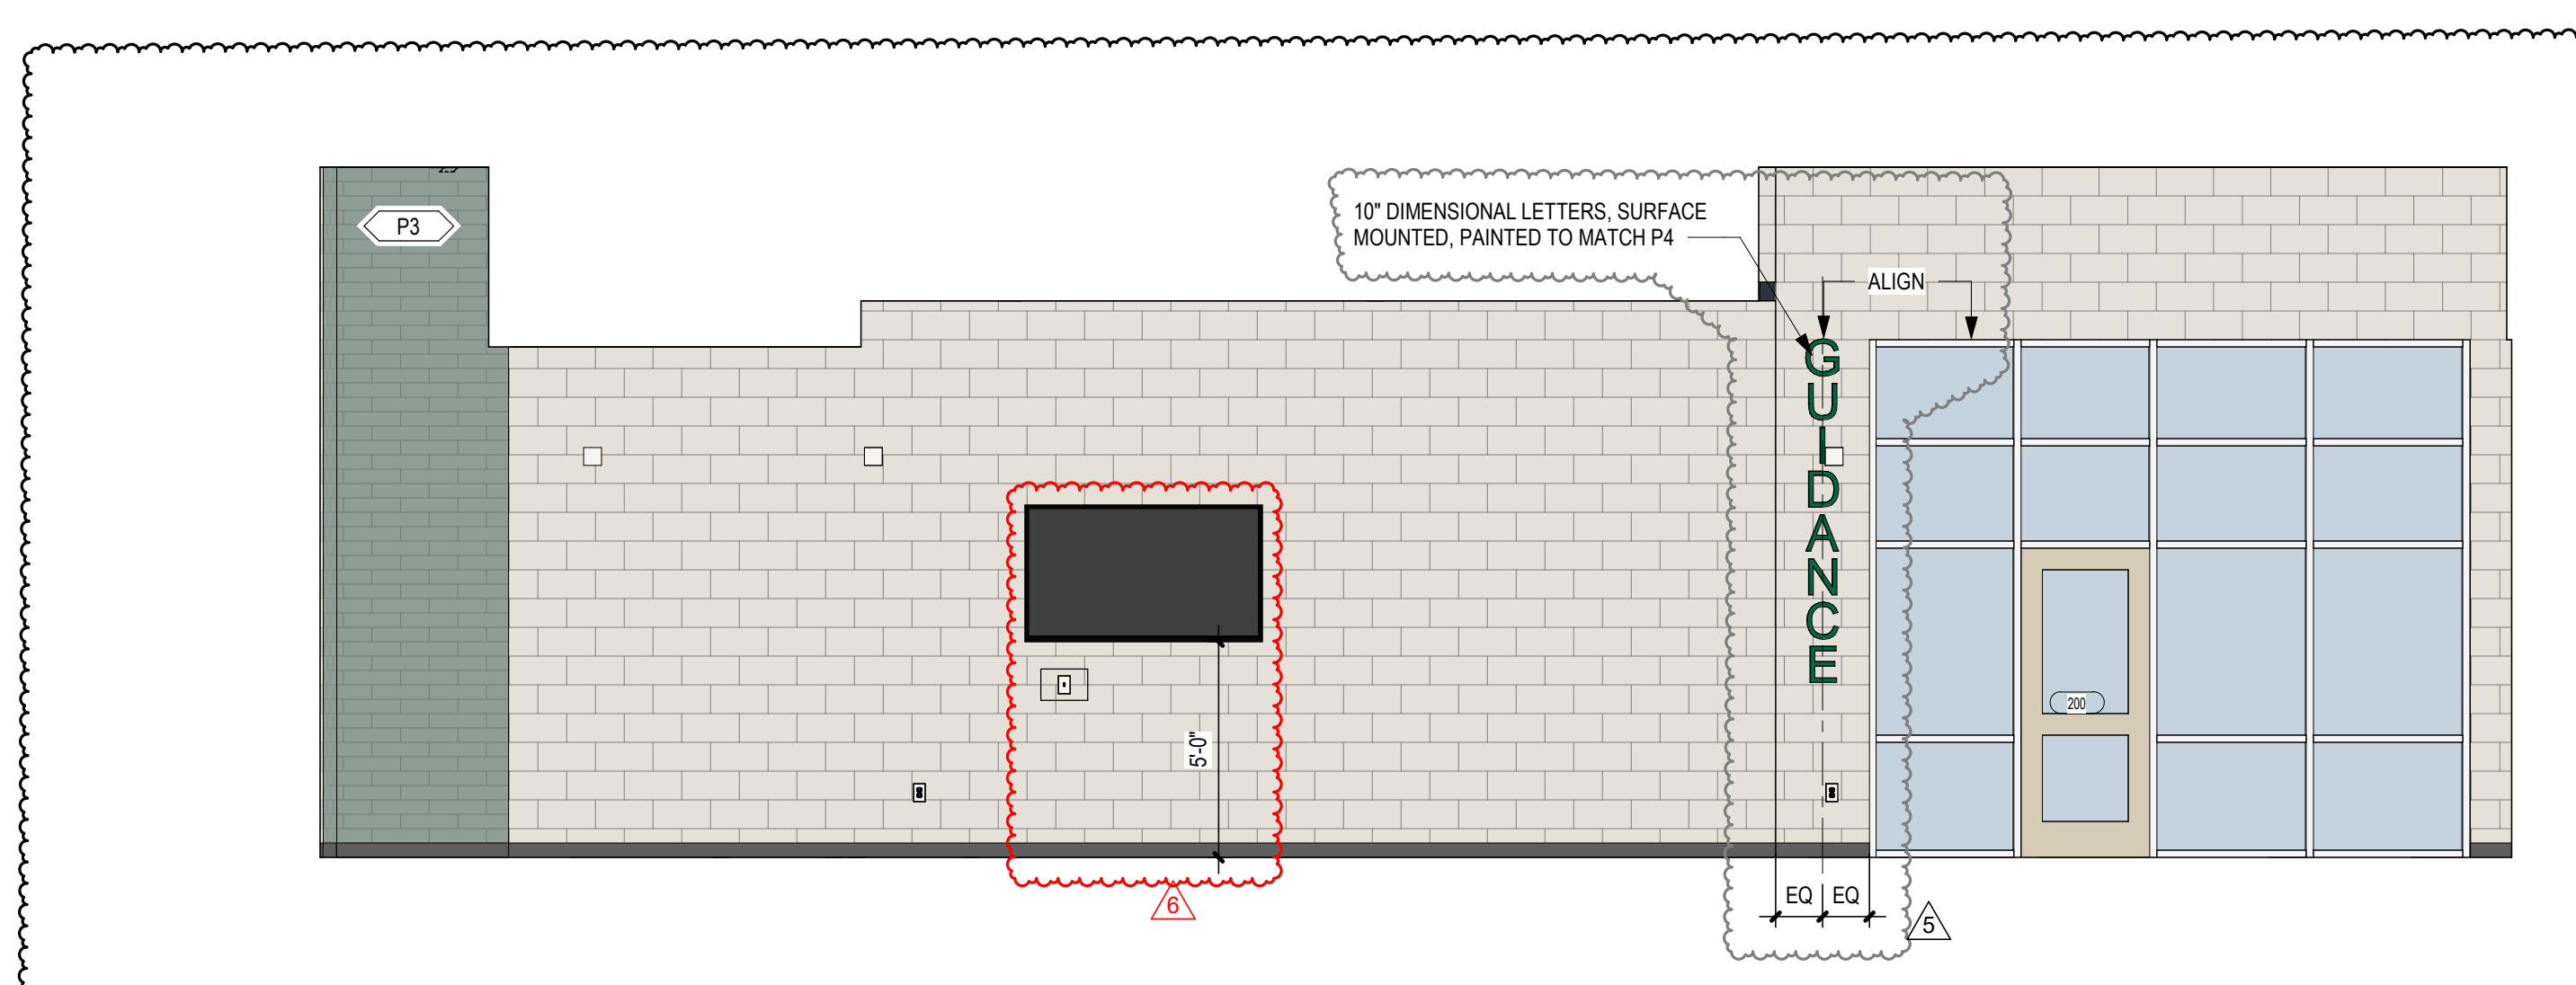 P3
10" DIMENSIONAL LETTERS, SURFACE
MOUNTED, PAINTED TO MATCH P4
ALIGN
GUIDANCE
200
5'-0"
EQ EQ
6
5